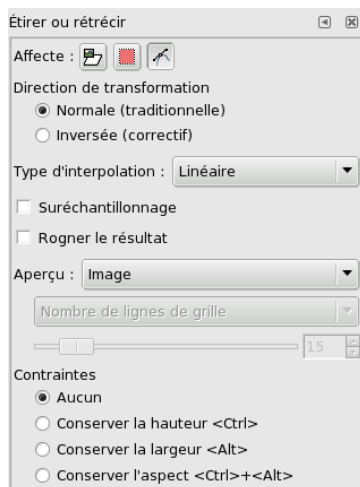 Étirer ou rétrécir
Affecte :
Direction de transformation
Normale (traditionnelle)
Inversée (correctif)
Type d'interpolation : Linéaire
Suréchantillonnage
Rogner le résultat
Aperçu : Image
Nombre de lignes de grille
15
Contraintes
Aucun
Conserver la hauteur <Ctrl>
Conserver la largeur <Alt>
Conserver l'aspect <Ctrl>+<Alt>